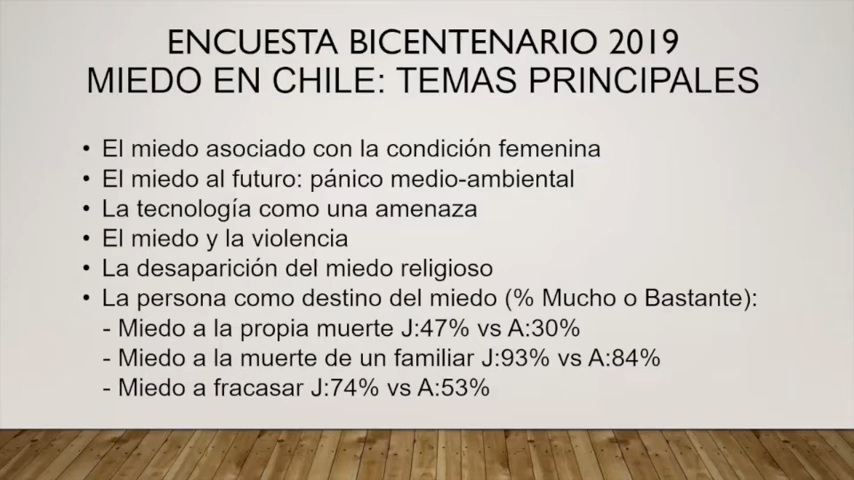 ENCUESTA BICENTENARIO 2019
MIEDO EN CHILE: TEMAS PRINCIPALES
• El miedo asociado con la condición femenina
• El miedo al futuro: pánico medio-ambiental
• La tecnología como una amenaza
• El miedo y la violencia
• La desaparición del miedo religioso
• La persona como destino del miedo (% Mucho o Bastante):
- Miedo a la propia muerte J:47% vs A:30%
- Miedo a la muerte de un familiar J:93% vs A:84%
- Miedo a fracasar J:74% vs A:53%